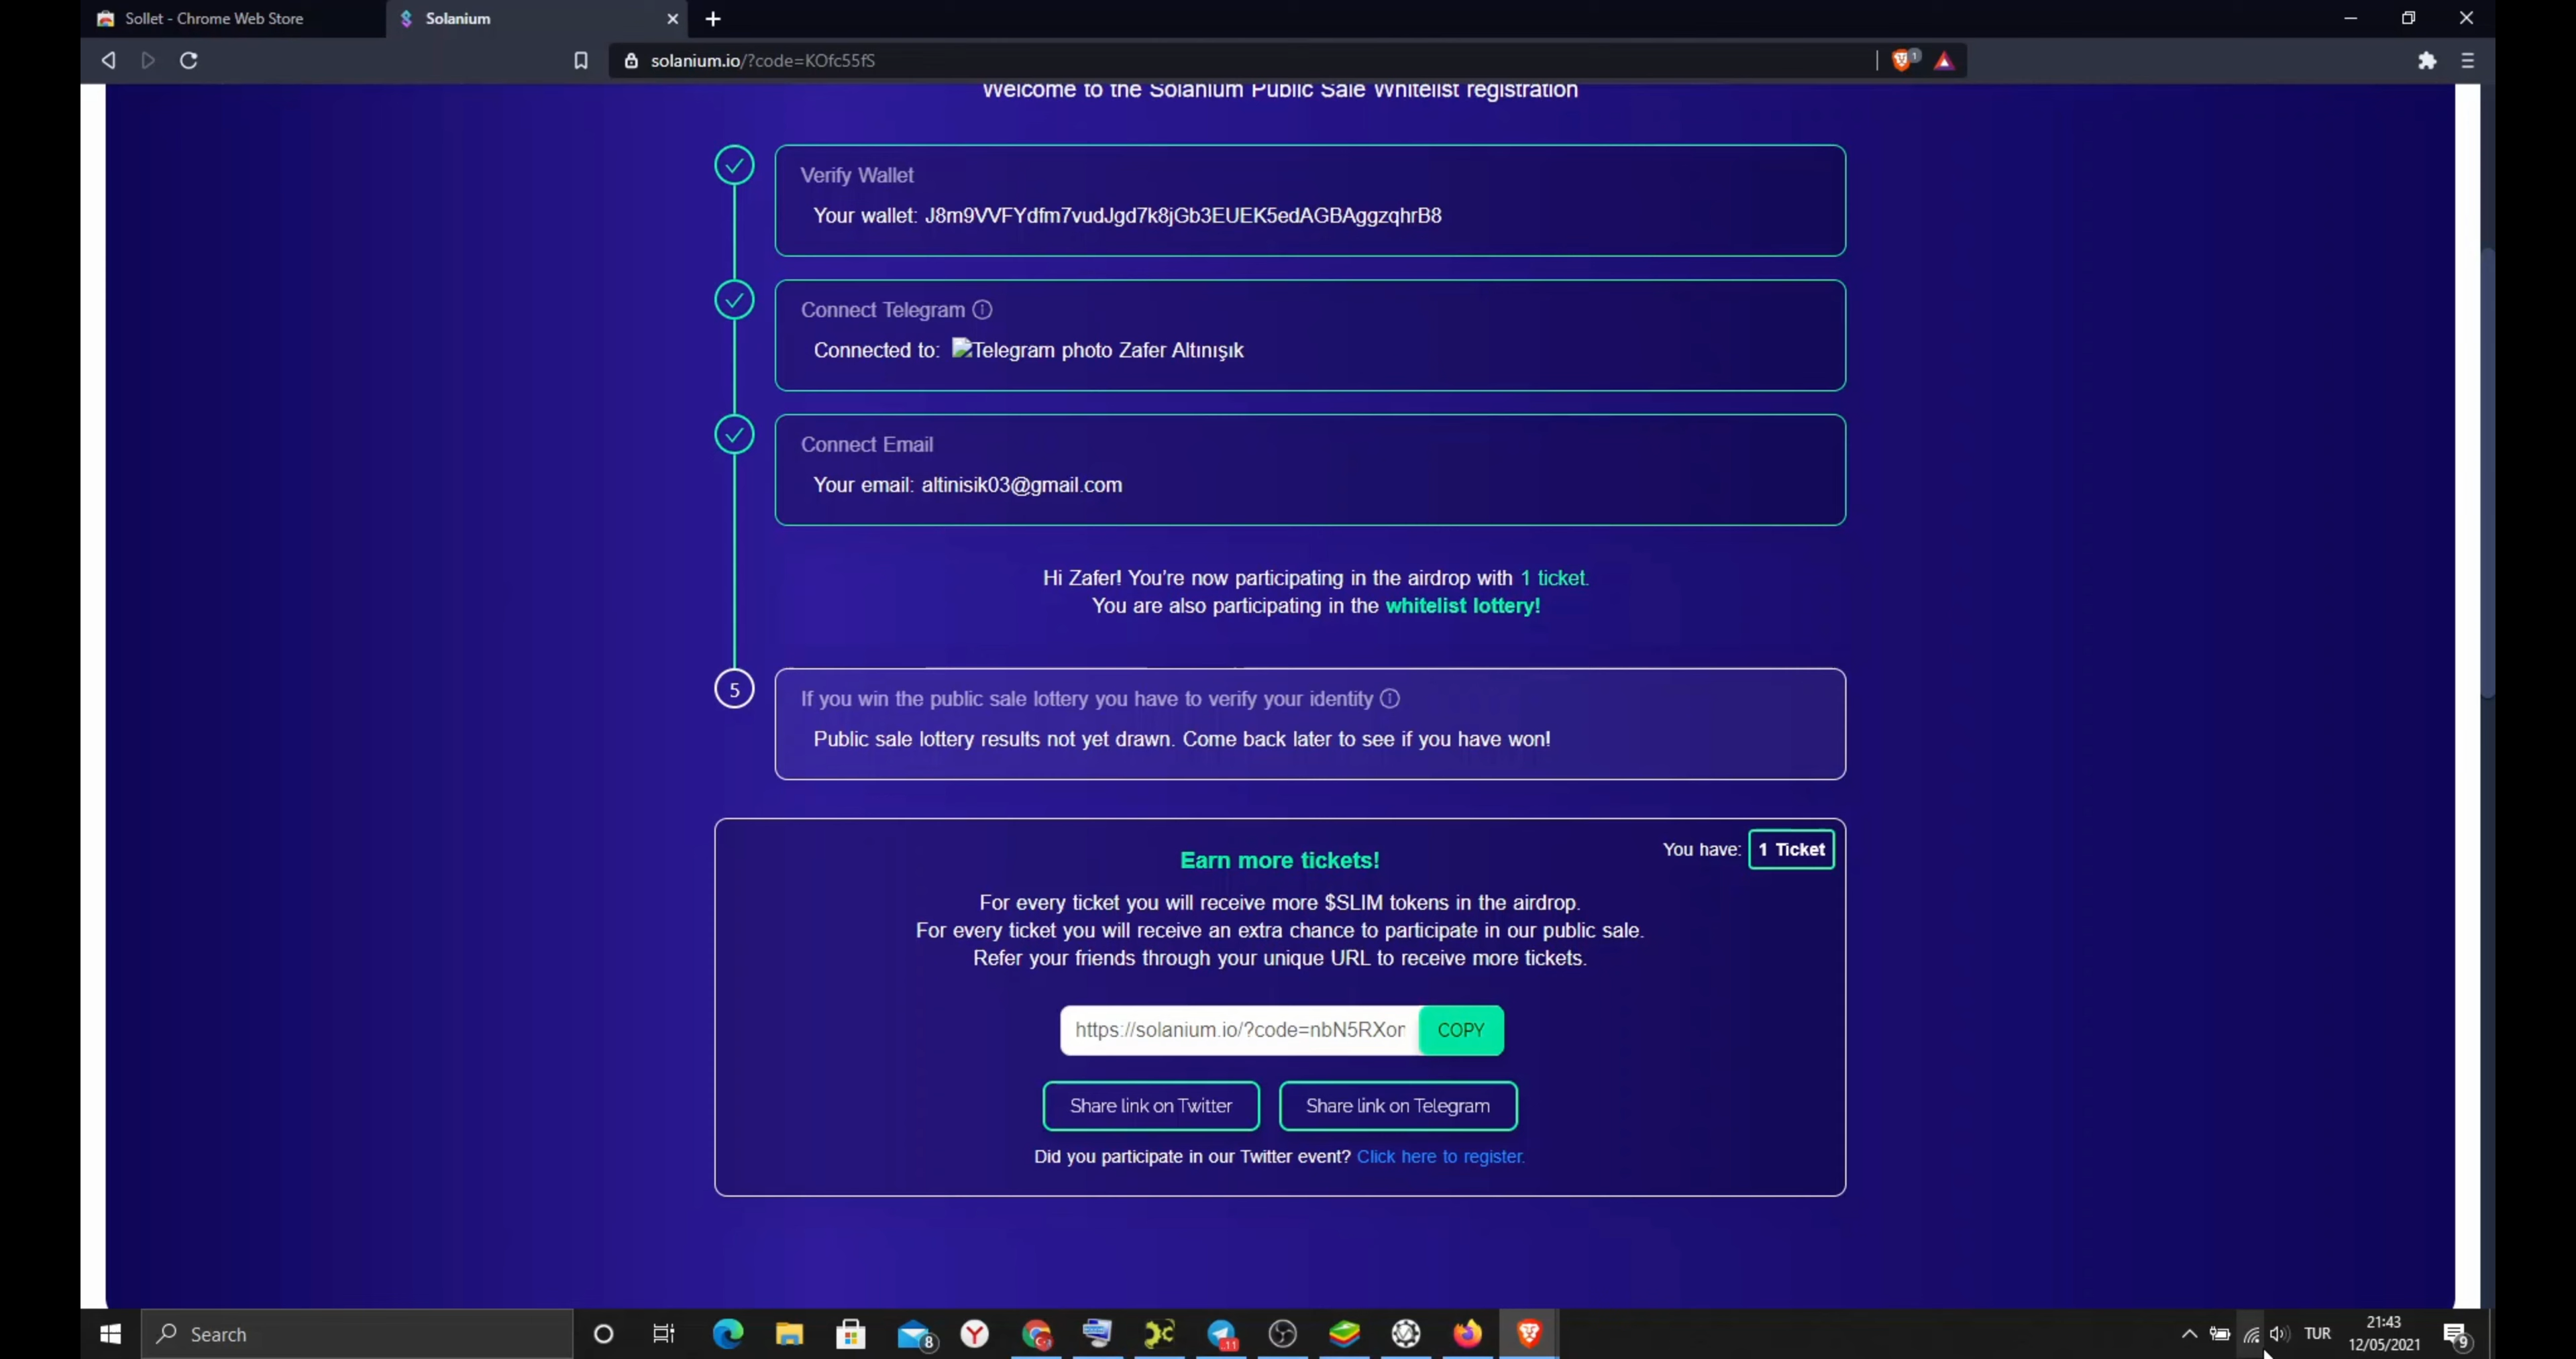 Sollet - Chrome Web Store
Solanium
solanium.io/?code=KOfc55fS
1
Welcome to the Solanium Public Sale Whitelist registration
Verify Wallet
Your wallet: J8m9VVFYdfm7vudJgd7k8jGb3EUEK5edAGBAggzqhrB8
Connect Telegram
Connected to: Telegram photo Zafer Altınışık
Connect Email
Your email: altinisik03@gmail.com
Hi Zafer! You're now participating in the airdrop with 1 ticket.
You are also participating in the whitelist lottery!
5
If you win the public sale lottery you have to verify your identity
Public sale lottery results not yet drawn. Come back later to see if you have won!
You have: 1 Ticket
Earn more tickets!
For every ticket you will receive more $SLIM tokens in the airdrop.
For every ticket you will receive an extra chance to participate in our public sale.
Refer your friends through your unique URL to receive more tickets.
https://solanium.io/?code=nbN5RXor COPY
Share link on Twitter
Share link on Telegram
Did you participate in our Twitter event? Click here to register.
Search
8
11
TUR
21:43
12/05/2021
9